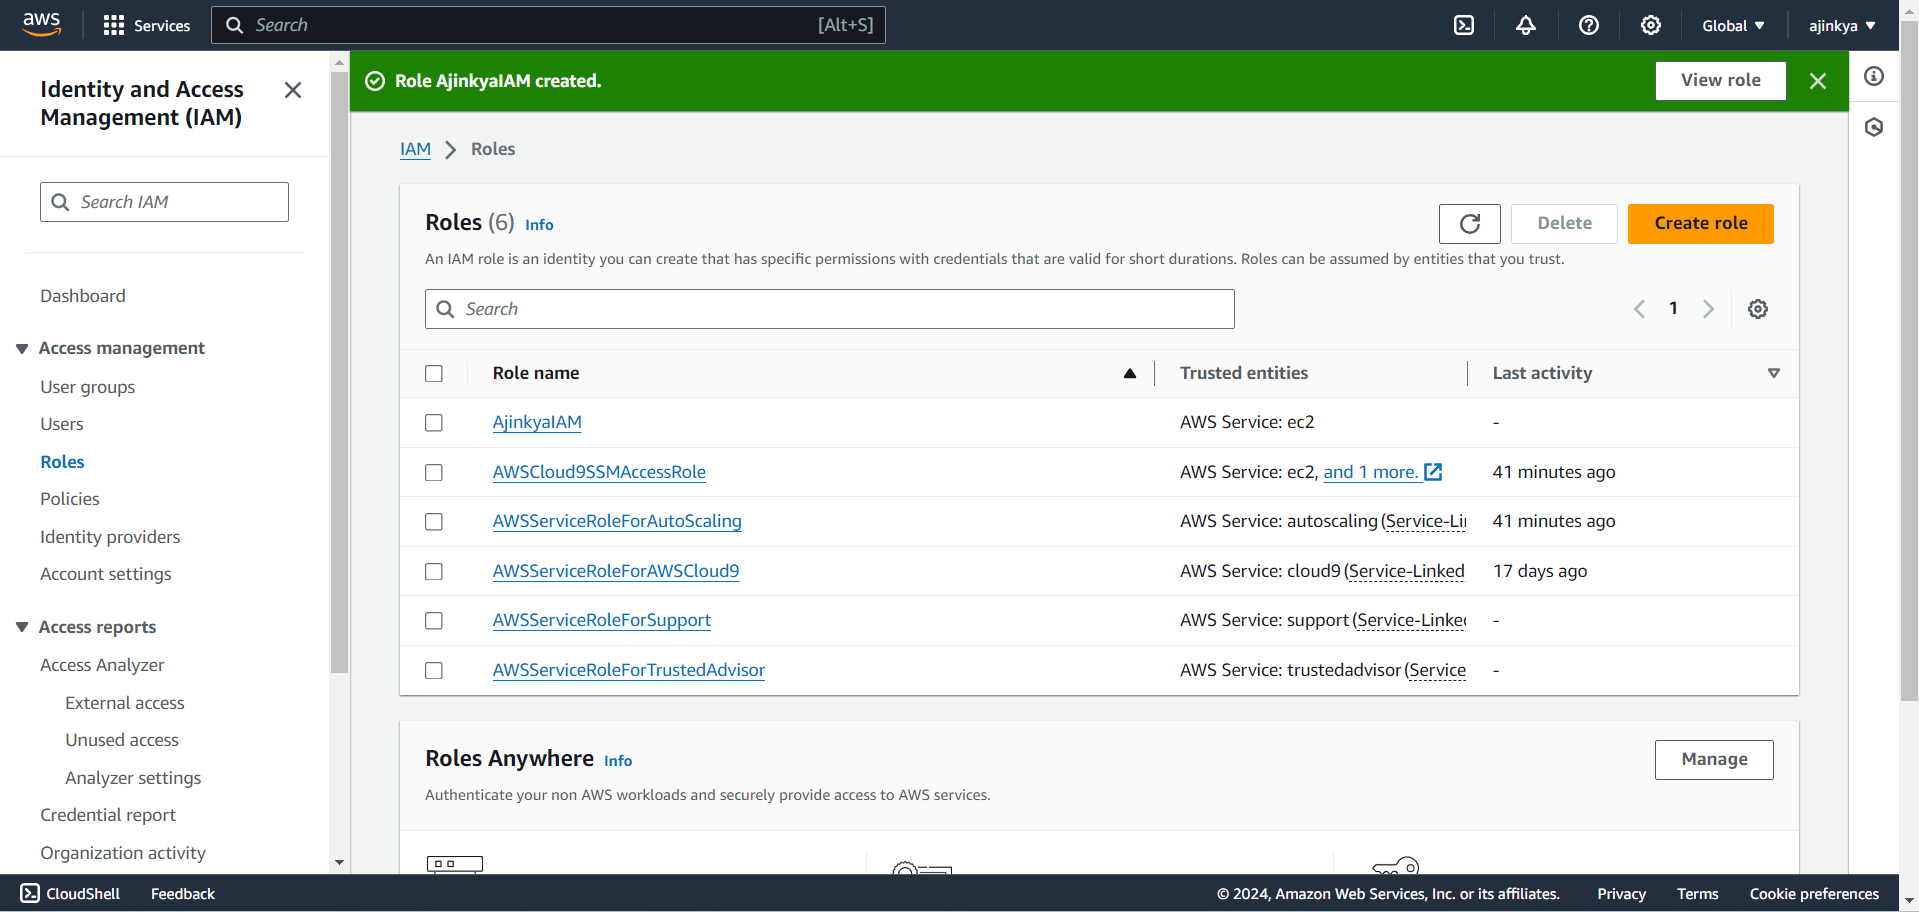 aws
Services
Search
[Alt+S]
Global
ajinkya
Identity and Access
Management (IAM)
Search IAM
Dashboard
Access management
User groups
Users
Roles
Policies
Identity providers
Account settings
Access reports
Access Analyzer
External access
Unused access
Analyzer settings
Credential report
Organization activity
Role AjinkyaIAM created.
View role
IAM
Roles
Roles (6) Info
Delete
Create role
An IAM role is an identity you can create that has specific permissions with credentials that are valid for short durations. Roles can be assumed by entities that you trust.
Search
1
Role name Trusted entities Last activity
AjinkyaIAM AWS Service: ec2 -
AWSCloud9SSMAccessRole AWS Service: ec2, and 1 more. 41 minutes ago
AWSServiceRoleForAutoScaling AWS Service: autoscaling (Service-Li 41 minutes ago
AWSServiceRoleForAWSCloud9 AWS Service: cloud9 (Service-Linked 17 days ago
AWSServiceRoleForSupport AWS Service: support (Service-Linked -
AWSServiceRoleForTrustedAdvisor AWS Service: trustedadvisor (Service -
Roles Anywhere Info
Manage
Authenticate your non AWS workloads and securely provide access to AWS services.
CloudShell
Feedback
© 2024, Amazon Web Services, Inc. or its affiliates.
Privacy
Terms
Cookie preferences